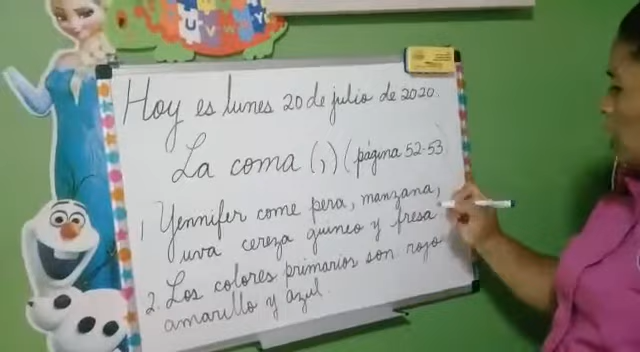 U V W X Y
Hoy es lunes 20 de julio de 2020.
La coma (,) (página 52-53)
1 Yennifer come pera, manzana,
uva cereza guineo y fresa
2. Los colores primarios son rojo
amarillo y azul.